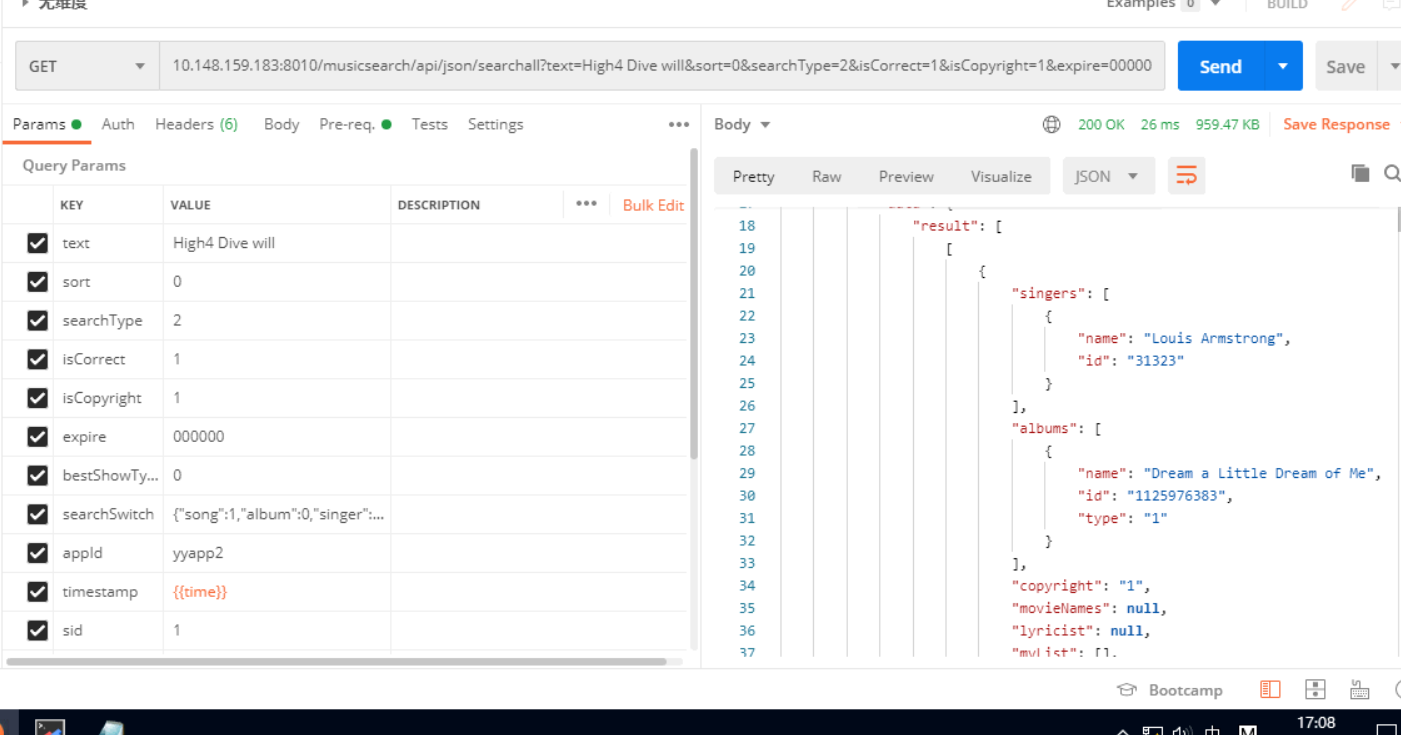 无维度
Examples 0 BUILD
GET 10.148.159.183:8010/musicsearch/api/json/searchall?text=High4 Dive will&sort=0&searchType=2&isCorrect=1&isCopyright=1&expire=00000 Send Save
Params Auth Headers (6) Body Pre-req. Tests Settings ••• Body 200 OK 26 ms 959.47 KB Save Response
Query Params
Pretty Raw Preview Visualize JSON
KEY VALUE DESCRIPTION ••• Bulk Edit
text High4 Dive will
sort 0
searchType 2
isCorrect 1
isCopyright 1
expire 000000
bestShowTy... 0
searchSwitch {"song":1,"album":0,"singer":...
appId yyapp2
timestamp {{time}}
sid 1
18 "result": [
19 [
20 {
21 "singers": [
22 {
23 "name": "Louis Armstrong",
24 "id": "31323"
25 }
26 ],
27 "albums": [
28 {
29 "name": "Dream a Little Dream of Me",
30 "id": "1125976383",
31 "type": "1"
32 }
33 ],
34 "copyright": "1",
35 "movieNames": null,
36 "lyricist": null,
37 "myList": [],
Bootcamp
中 M 17:08